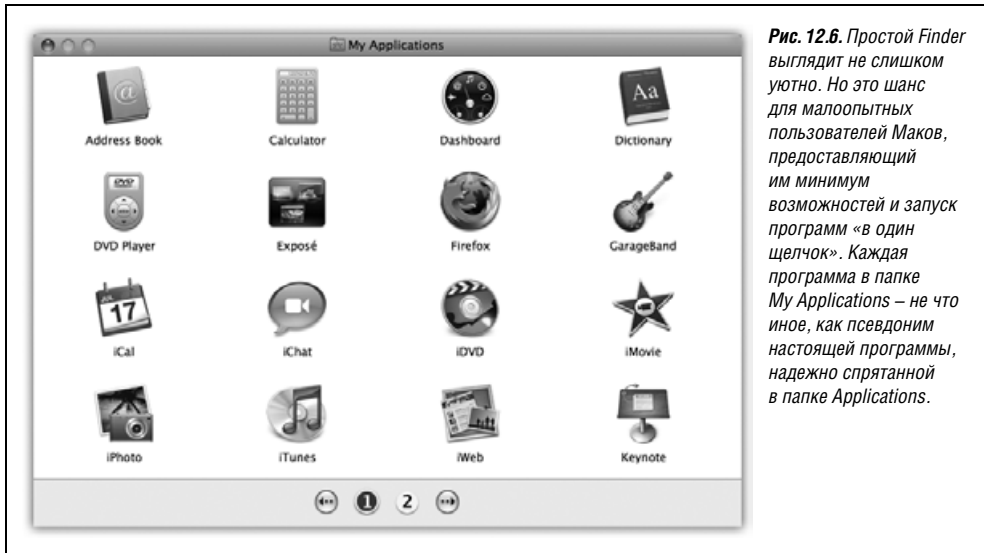 My Applications
Address Book
Calculator
Dashboard
Dictionary
DVD Player
Exposé
Firefox
GarageBand
iCal
iChat
iDVD
iMovie
iPhoto
iTunes
iWeb
Keynote
1 2
Рис. 12.6. Простой Finder
выглядит не слишком
уютно. Но это шанс
для малоопытных
пользователей Маков,
предоставляющий
им минимум
возможностей и запуск
программ «в один
щелчок». Каждая
программа в папке
My Applications – не что
иное, как псевдоним
настоящей программы,
надежно спрятанной
в папке Applications.